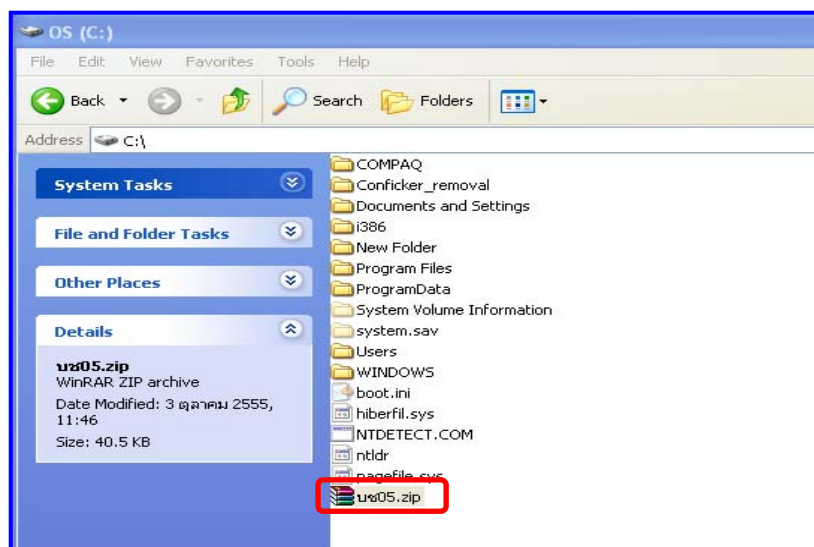 OS (C:)
File Edit View Favorites Tools Help
Back Search Folders
Address C:\
System Tasks
File and Folder Tasks
Other Places
Details
บช05.zip
WinRAR ZIP archive
Date Modified: 3 ตุลาคม 2555,
11:46
Size: 40.5 KB
COMPAQ
Conficker_removal
Documents and Settings
i386
New Folder
Program Files
ProgramData
System Volume Information
system.sav
Users
WINDOWS
boot.ini
hiberfil.sys
NTDETECT.COM
ntldr
pagefile.sys
บช05.zip